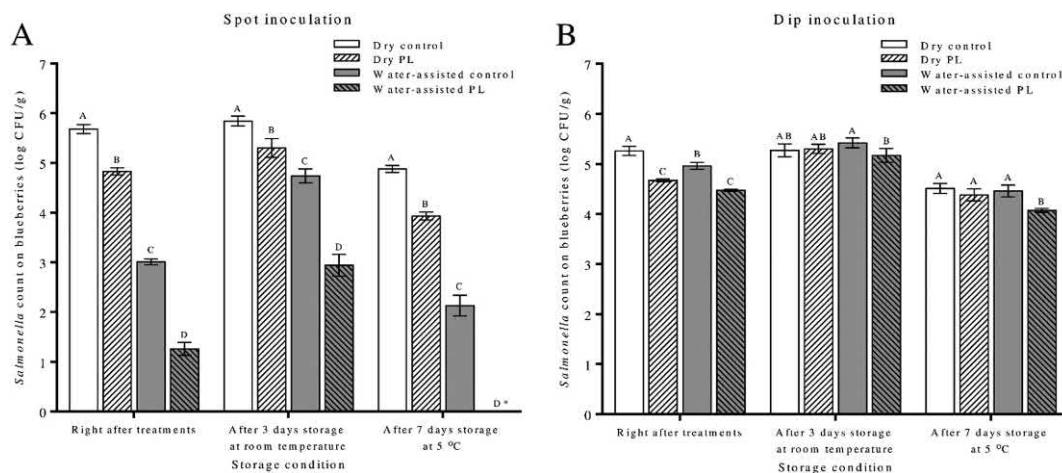 Spot inoculation
A
Dry control
Dry PL
Water-assisted control
Water-assisted PL
Salmonella count on blueberries (log CFU/g)
7
6
5
4
3
2
1
0
A
B
C
D
A
B
C
D
A
B
C
D*
Right after treatments
After 3 days storage
at room temperature
After 7 days storage
at 5 °C
Storage condition
Dip inoculation
B
Dry control
Dry PL
Water-assisted control
Water-assisted PL
Salmonella count on blueberries (log CFU/g)
7
6
5
4
3
2
1
0
A
C
B
C
AB
AB
A
B
A
A
A
B
Right after treatments
After 3 days storage
at room temperature
After 7 days storage
at 5 °C
Storage condition